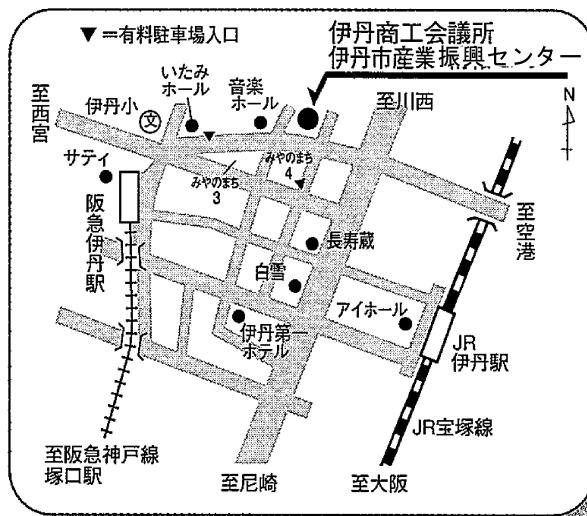 ▼=有料駐車場入口
伊丹商工会議所
伊丹市産業振興センター
いたみ
ホール
音楽
ホール
至川西
N
伊丹小
文
至西宮
サティ
みやのまち
3
みやのまち
4
至空港
阪急伊丹駅
長寿蔵
白雪
アイホール
伊丹第一
ホテル
JR
伊丹駅
JR宝塚線
至阪急神戸線
塚口駅
至尼崎
至大阪